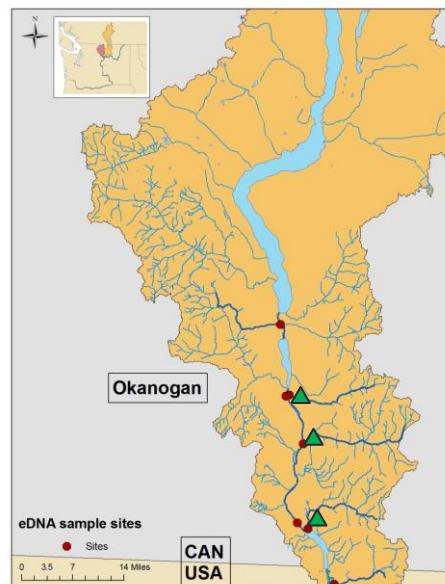 Okanogan
eDNA sample sites
Sites
0 3.5 7 14 Miles
CAN
USA